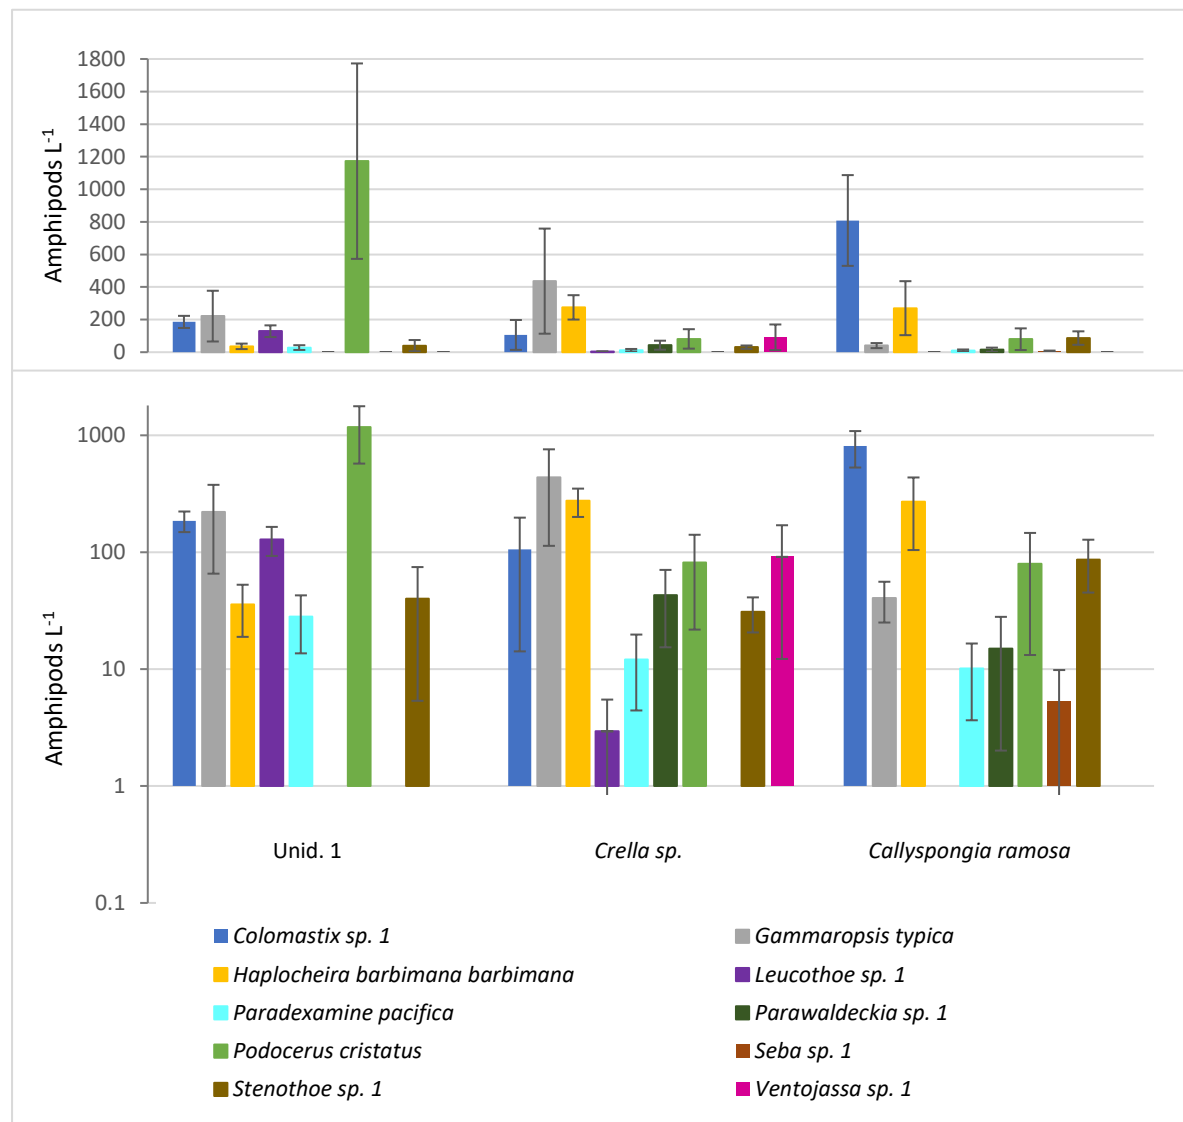 1800
1600
1400
1200
1000
800
600
400
200
0
Amphipods L-1
1000
100
10
1
0.1
Amphipods L-1
Unid. 1 Crella sp. Callyspongia ramosa
Colomastix sp. 1 Gammaropsis typica
Haplocheira barbimana barbimana Leucothoe sp. 1
Paradexamine pacifica Parawaldeckia sp. 1
Podocerus cristatus Seba sp. 1
Stenothoe sp. 1 Ventojassa sp. 1